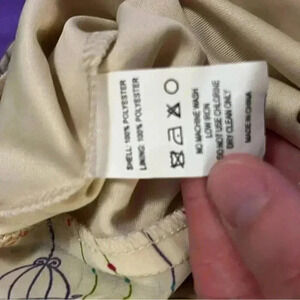 SHELL: 100% POLYESTER
LINING: 100% POLYESTER
NO MACHINE WASH
LOW IRON
DO NOT USE CHLORINE
DRY CLEAN ONLY
MADE IN CHINA